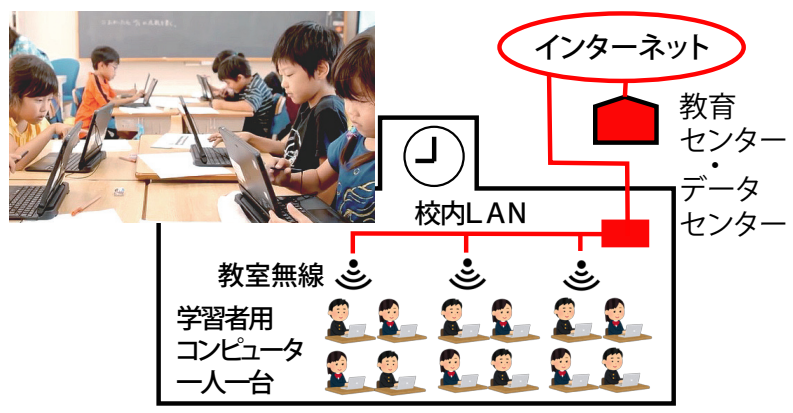 インターネット
教育
センター
・
データ
センター
校内LAN
教室無線
学習者用
コンピュータ
一人一台